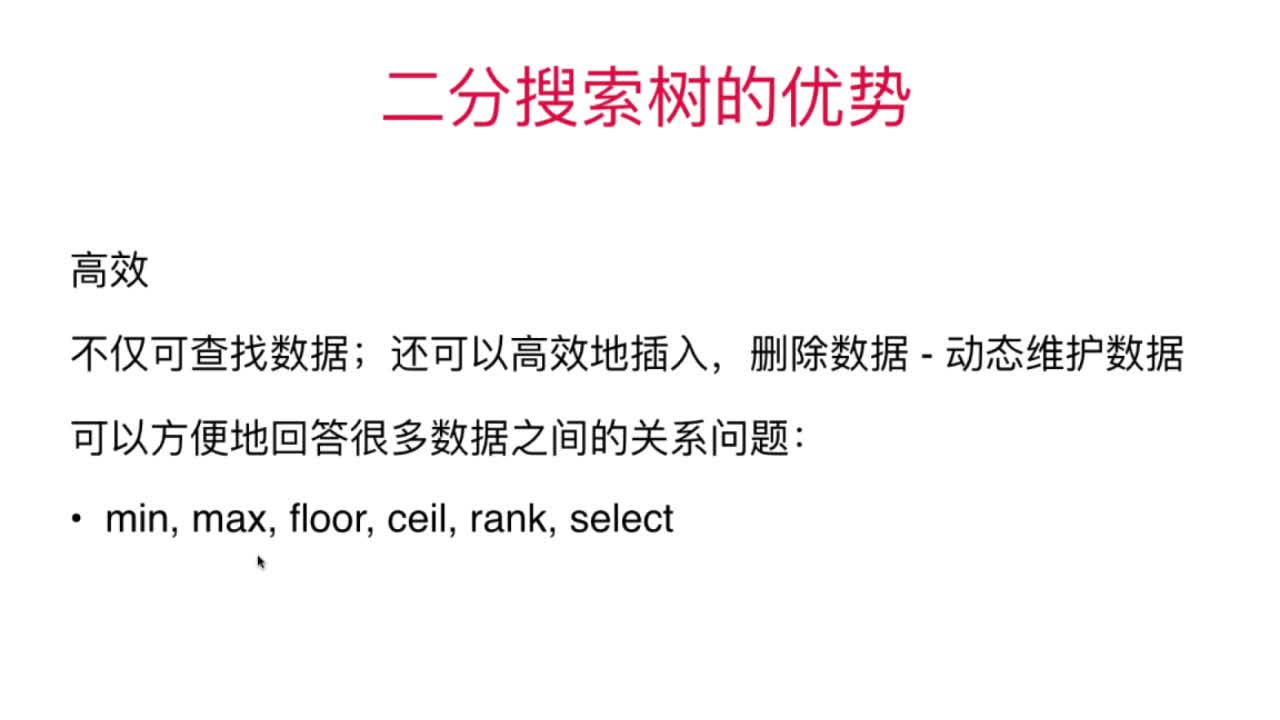 二分搜索树的优势
高效
不仅可查找数据；还可以高效地插入，删除数据 - 动态维护数据
可以方便地回答很多数据之间的关系问题：
• min, max, floor, ceil, rank, select